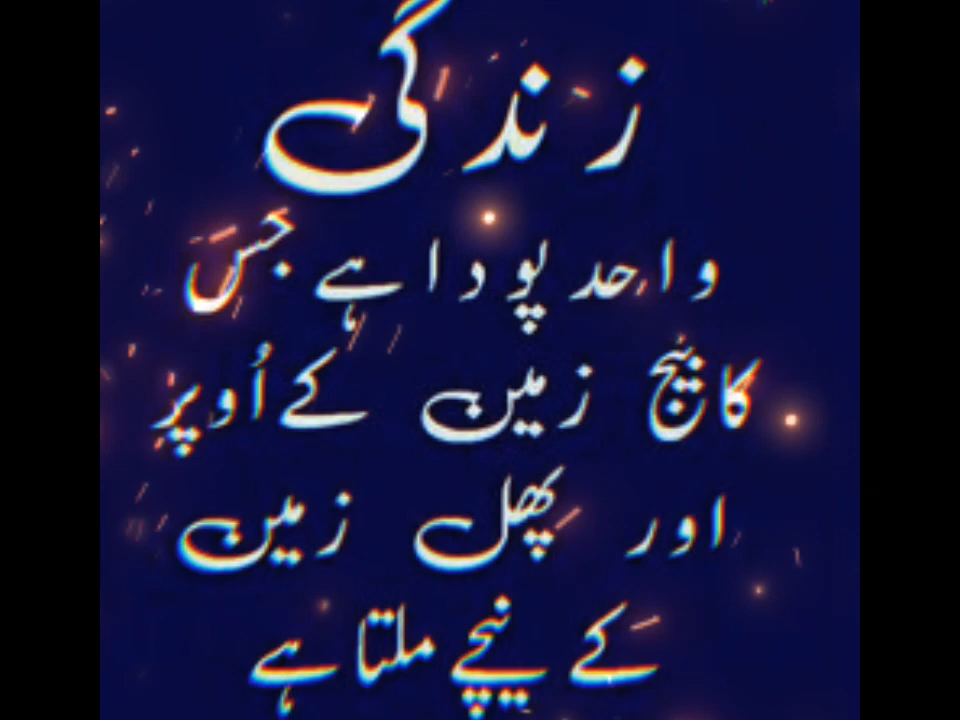 زندگی
واحد پودا ہے جس
کا بیج زمین کے اُوپر
اور پھل زمین
کے نیچے ملتا ہے